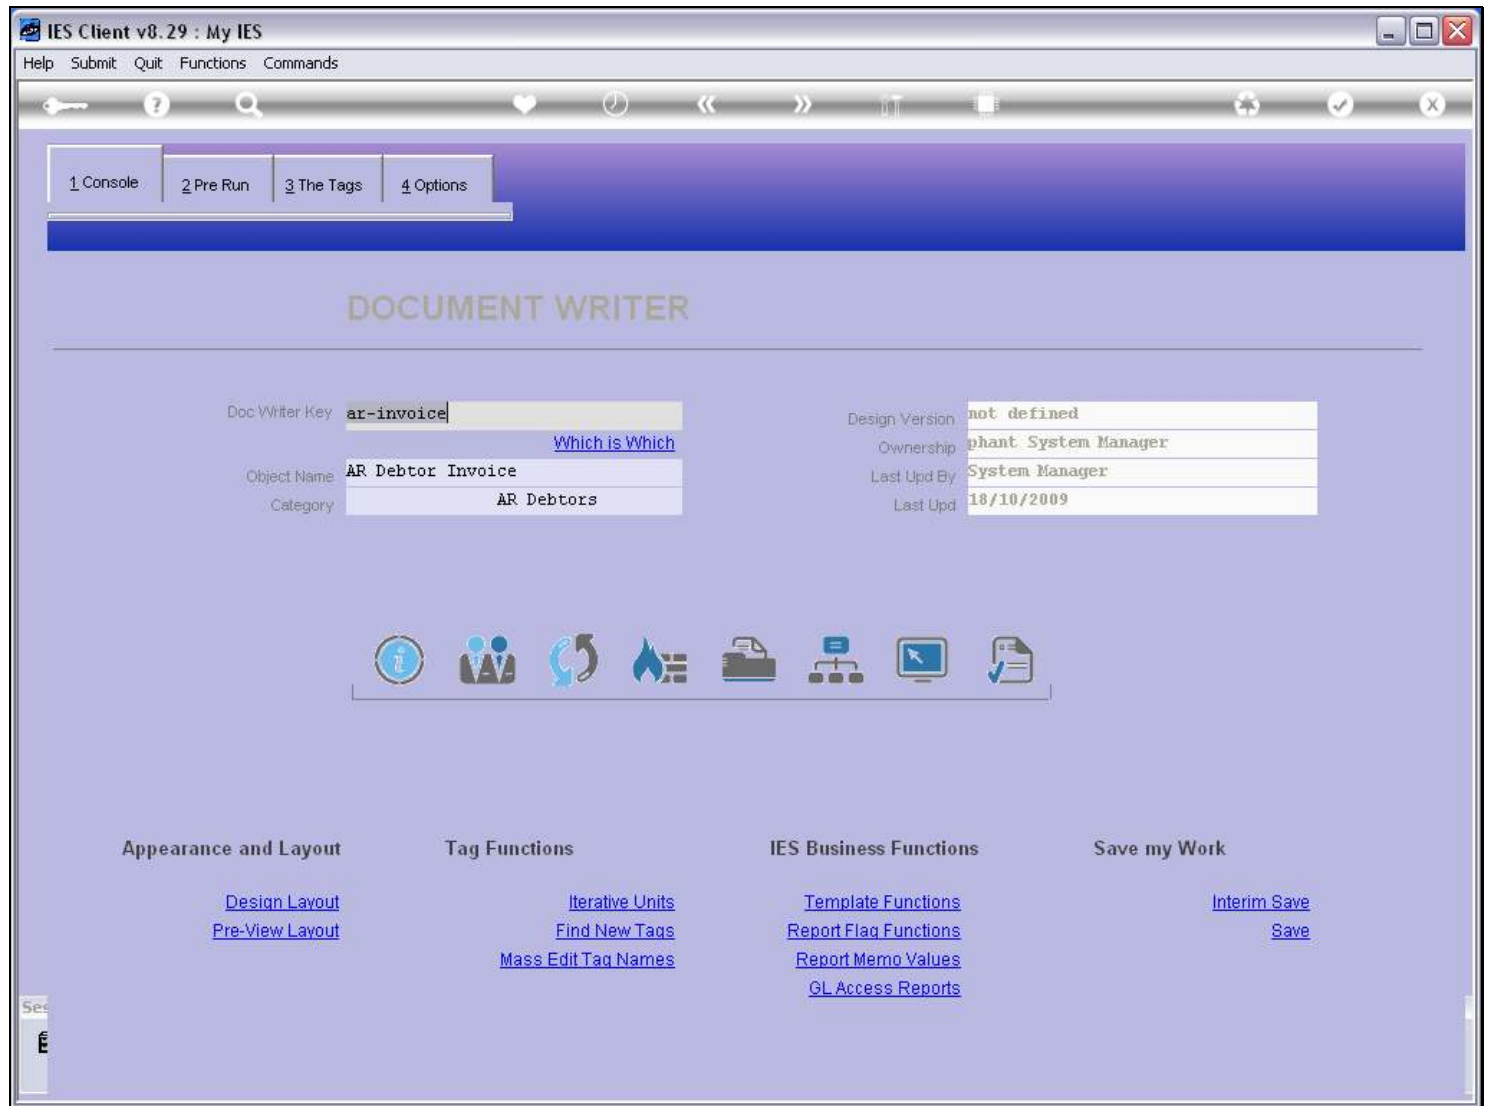 IES Client v8.29 : My IES
Help Submit Quit Functions Commands
1 Console 2 Pre Run 3 The Tags 4 Options
DOCUMENT WRITER
Doc Writer Key ar-invoice
Which is Which
Object Name AR Debtor Invoice
Category AR Debtors
Design Version not defined
Ownership phant System Manager
Last Upd By System Manager
Last Upd 18/10/2009
Appearance and Layout
Design Layout
Pre-View Layout
Tag Functions
Iterative Units
Find New Tags
Mass Edit Tag Names
IES Business Functions
Template Functions
Report Flag Functions
Report Memo Values
GL Access Reports
Save my Work
Interim Save
Save
Ses